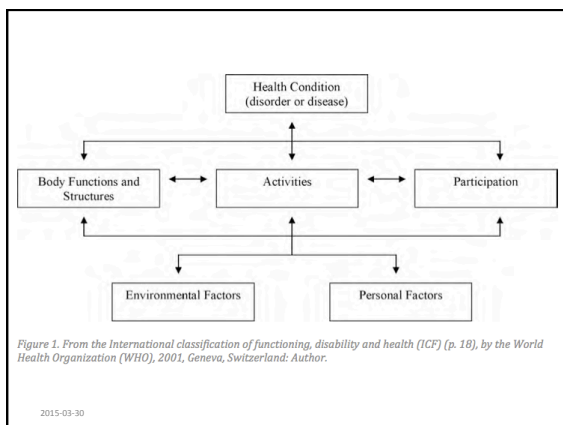 Health Condition
(disorder or disease)
Body Functions and
Structures
Activities
Participation
Environmental Factors
Personal Factors
Figure 1. From the International classification of functioning, disability and health (ICF) (p. 18), by the World
Health Organization (WHO), 2001, Geneva, Switzerland: Author.
2015-03-30